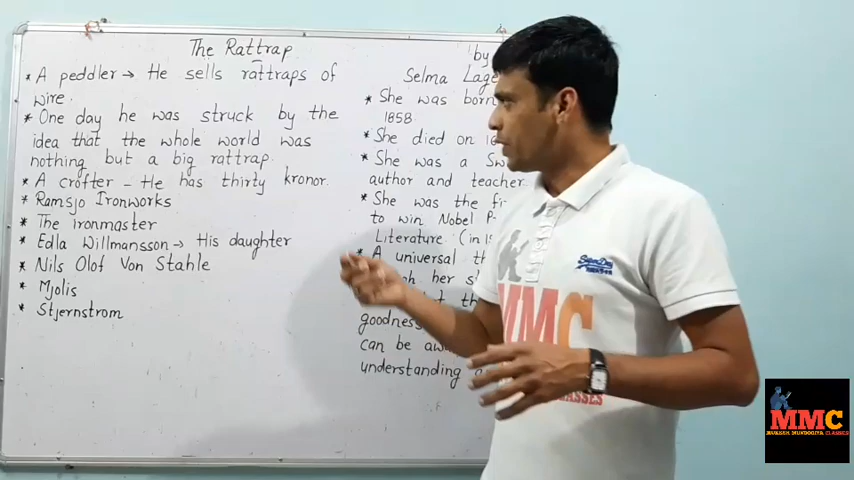 The Rattrap
* A peddler → He sells rattraps of
wire.
* One day he was struck by the
idea that the whole world was
nothing but a big rattrap.
* A crofter - He has thirty kronor.
* Ramsjo Ironworks
* The Ironmaster
* Edla Willmansson → His daughter
* Nils Olof Von Stahle
* Mjolis
* Stjernstrom
by
Selma
* She was born
1858.
* She died on
* She was a
author and teacher
* She was the
to win Nobel
Literature (in
* A universal
her
goodness
can be
understanding
SuperDry
MMC
CLASSES
MMC
MUKESH MUNDOLIYA CLASSES